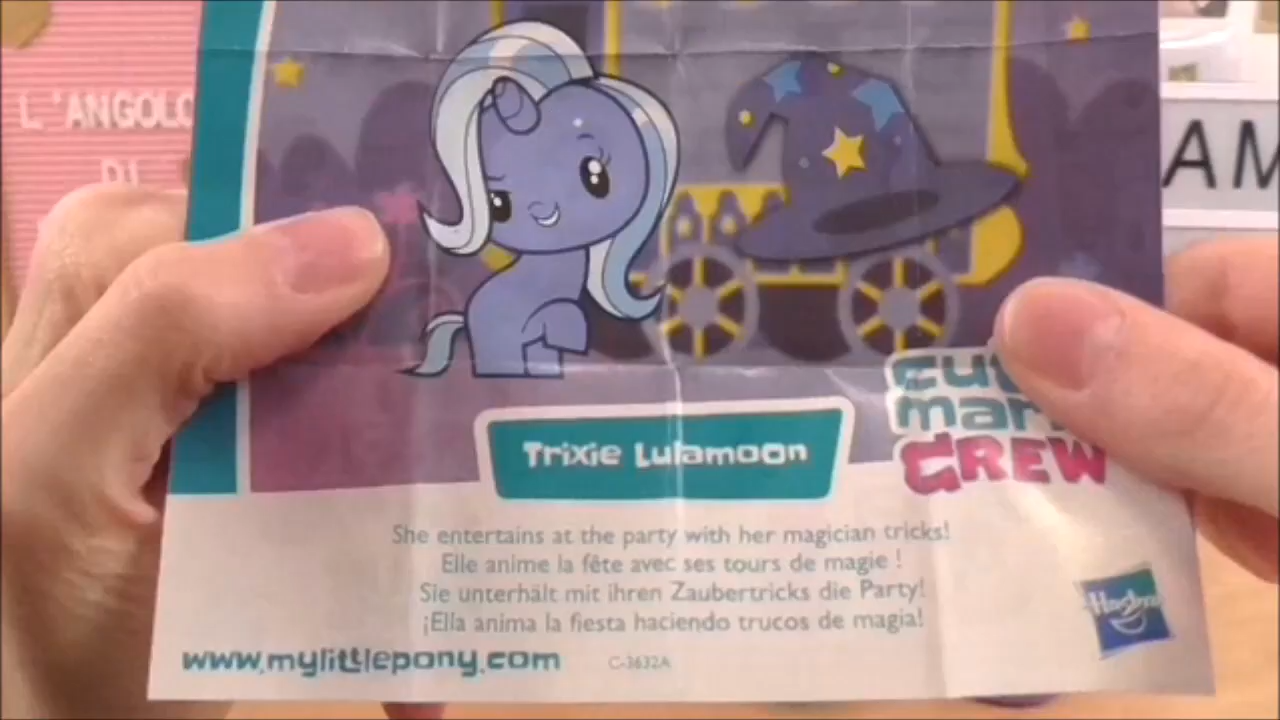 L'ANGOLO
DI
AM
Trixie Lulamoon
CREW
She entertains at the party with her magician tricks!
Elle anime la fête avec ses tours de magie !
Sie unterhält mit ihren Zaubertricks die Party!
¡Ella anima la fiesta haciendo trucos de magia!
Hasbro
www.mylittlepony.com
C-3632A